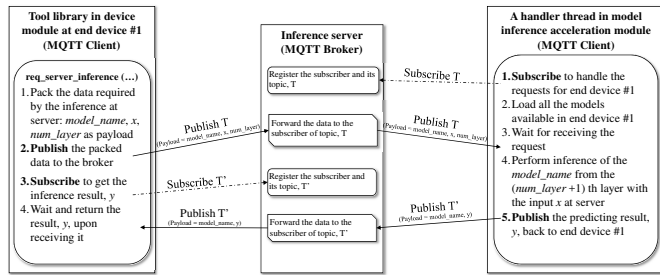 Tool library in device
module at end device #1
(MQTT Client)
req_server_inference (…)
1.Pack the data required
by the inference at
server: model_name, x,
num_layer as payload
2.Publish the packed
data to the broker
3.Subscribe to get the
inference result, y
4.Wait and return the
result, y, upon
receiving it
Publish T
(Payload = model_name, x, num_layer)
Subscribe T’
Publish T’
(Payload = model_name, y)
Inference server
(MQTT Broker)
Register the subscriber and its
topic, T
Forward the data to the
subscriber of topic, T
Register the subscriber
and its topic, T’
Forward the data to the
subscriber of topic, T’
Subscribe T
Publish T
(Payload = model_name, x, num_layer)
Publish T’
(Payload = model_name, y)
A handler thread in model
inference acceleration module
(MQTT Client)
1.Subscribe to handle the
requests for end device #1
2.Load all the models
available in end device #1
3.Wait for receiving the
request
4.Perform inference of the
model_name from the
(num_layer +1) th layer with
the input x at server
5.Publish the predicting result,
y, back to end device #1